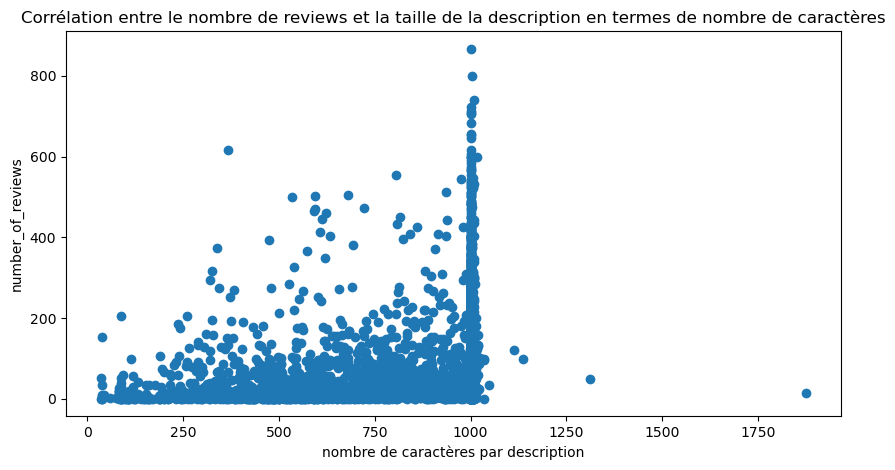 Corrélation entre le nombre de reviews et la taille de la description en termes de nombre de caractères
number_of_reviews
800
600
400
200
0
0 250 500 750 1000 1250 1500 1750
nombre de caractères par description